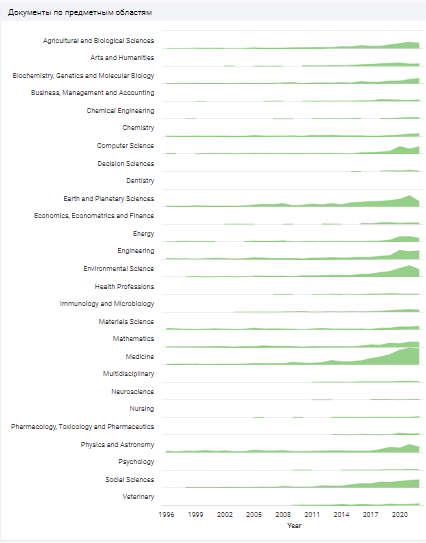 Документы по предметным областям
Agricultural and Biological Sciences
Arts and Humanities
Biochemistry, Genetics and Molecular Biology
Business, Management and Accounting
Chemical Engineering
Chemistry
Computer Science
Decision Sciences
Dentistry
Earth and Planetary Sciences
Economics, Econometrics and Finance
Energy
Engineering
Environmental Science
Health Professions
Immunology and Microbiology
Materials Science
Mathematics
Medicine
Multidisciplinary
Neuroscience
Nursing
Pharmacology, Toxicology and Pharmaceutics
Physics and Astronomy
Psychology
Social Sciences
Veterinary
1996 1999 2002 2005 2008 2011 2014 2017 2020
Year